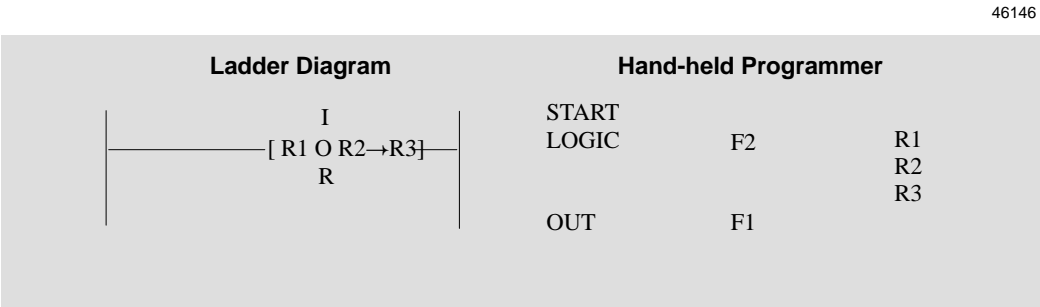 46146
Ladder Diagram
Hand-held Programmer
I
[ R1 O R2→R3]
R
START
LOGIC F2 R1
R2
R3
OUT F1